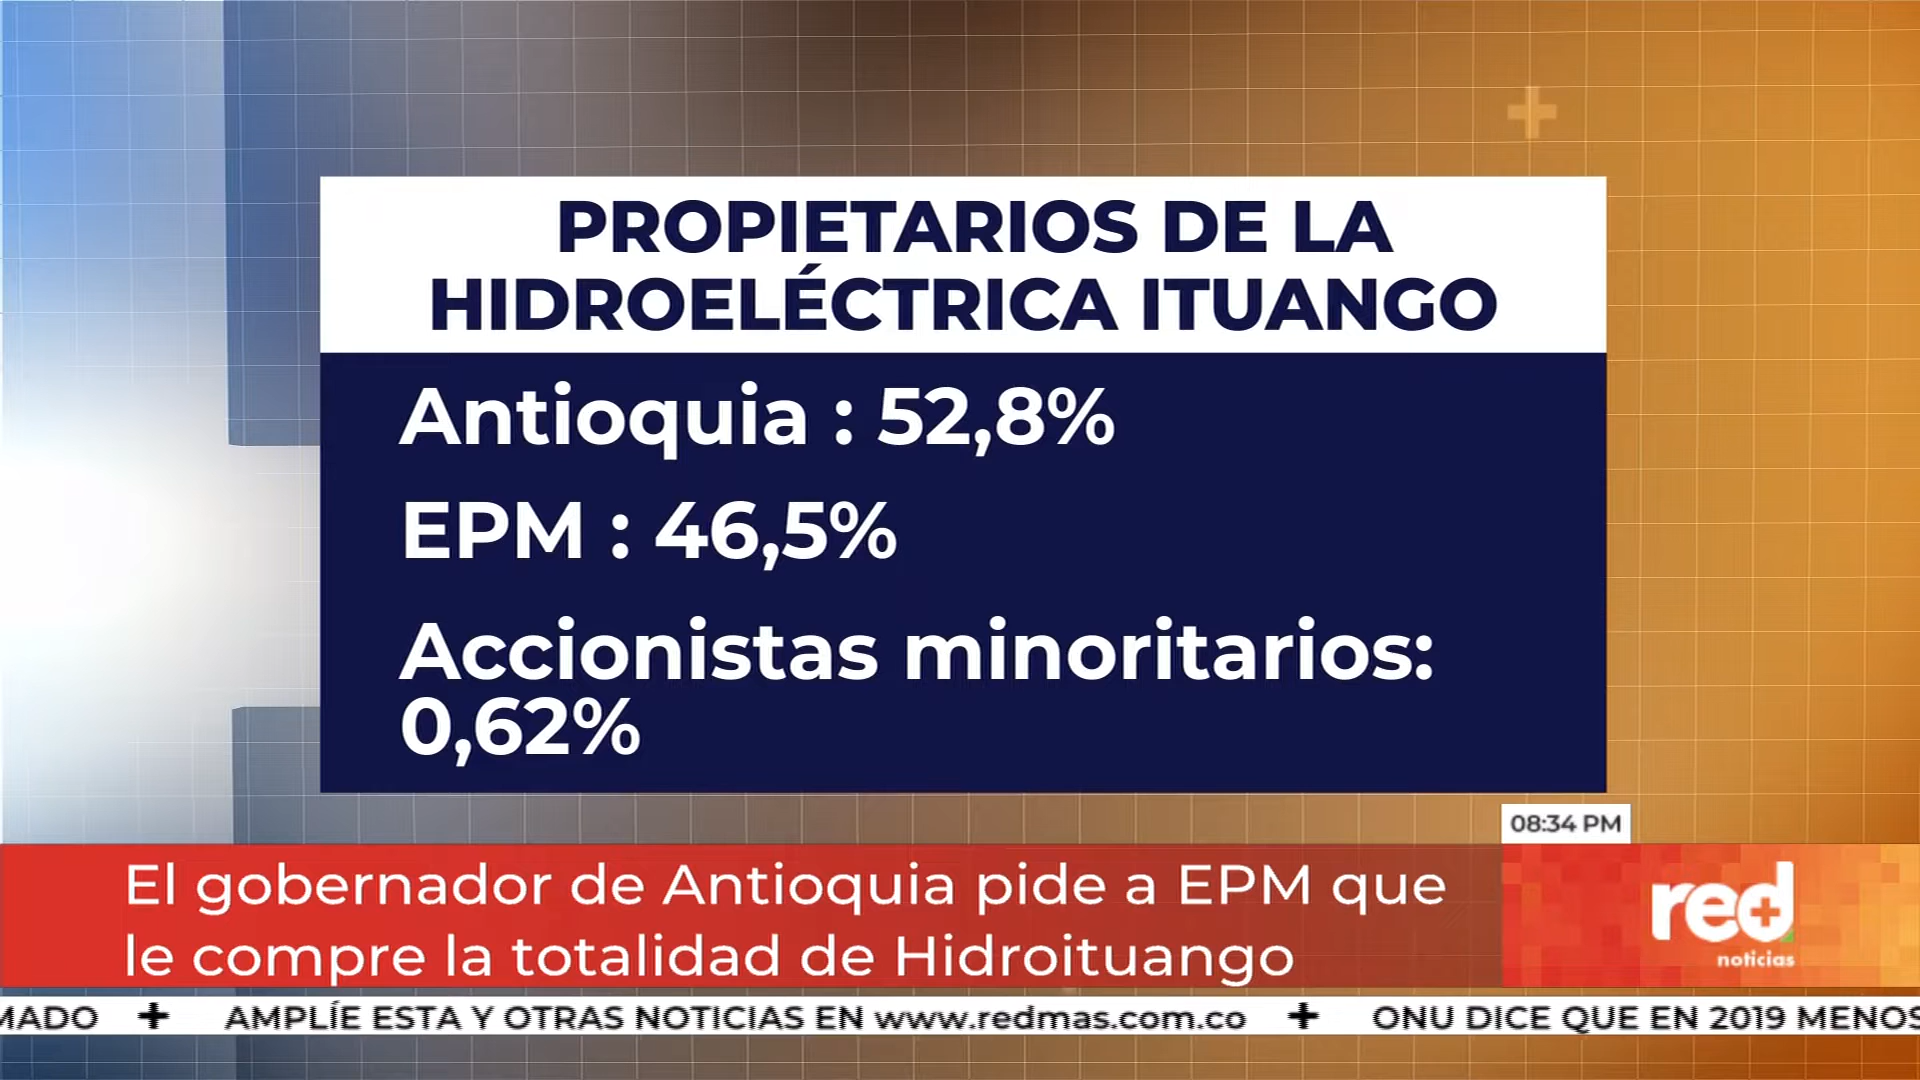 PROPIETARIOS DE LA
HIDROELÉCTRICA ITUANGO
Antioquia : 52,8%
EPM : 46,5%
Accionistas minoritarios:
0,62%
08:34 PM
El gobernador de Antioquia pide a EPM que
le compre la totalidad de Hidroituango
red
noticias
MADO + AMPLÍE ESTA Y OTRAS NOTICIAS EN www.redmas.com.co + ONU DICE QUE EN 2019 MENOS